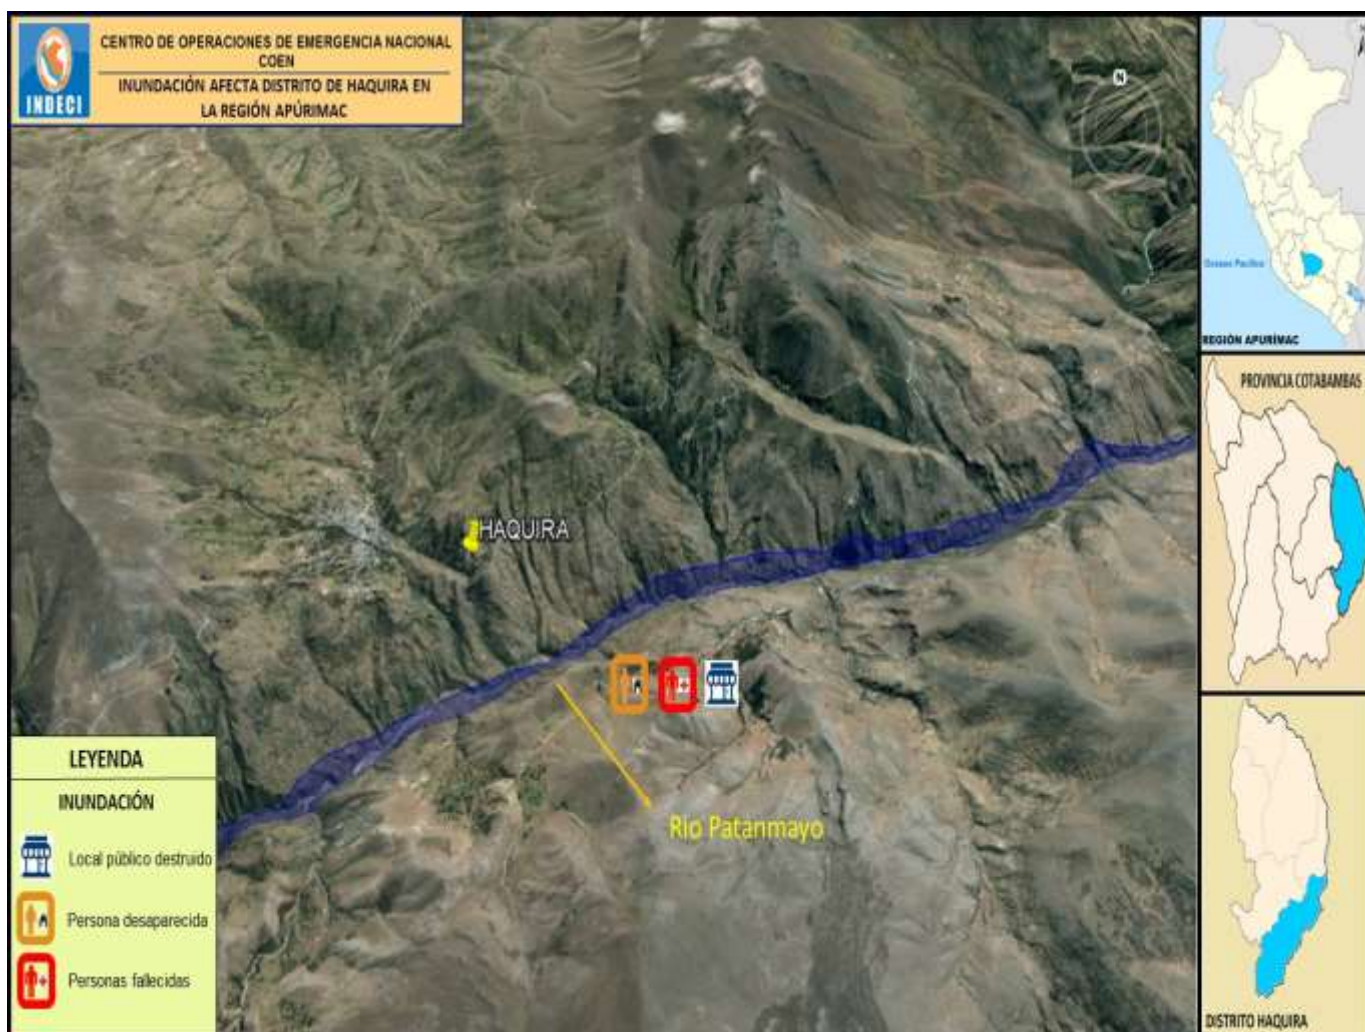 INDECI
CENTRO DE OPERACIONES DE EMERGENCIA NACIONAL
COEN
INUNDACIÓN AFECTA DISTRITO DE HAQUIRA EN
LA REGIÓN APÚRIMAC
N
HAQUIRA
Río Patanmayo
LEYENDA
INUNDACIÓN
Local público destruido
Persona desaparecida
Personas fallecidas
Océano Pacífico
REGIÓN APURÍMAC
PROVINCIA COTABAMBAS
DISTRITO HAQUIRA